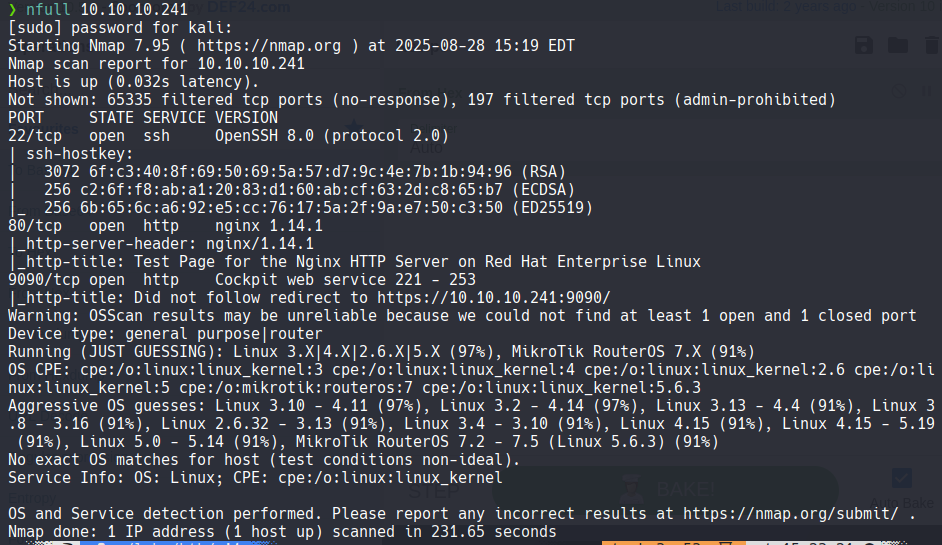 ❯ nfull 10.10.10.241
[sudo] password for kali:
Starting Nmap 7.95 ( https://nmap.org ) at 2025-08-28 15:19 EDT
Nmap scan report for 10.10.10.241
Host is up (0.032s latency).
Not shown: 65335 filtered tcp ports (no-response), 197 filtered tcp ports (admin-prohibited)
PORT     STATE SERVICE VERSION
22/tcp   open  ssh     OpenSSH 8.0 (protocol 2.0)
| ssh-hostkey:
|   3072 6f:c3:40:8f:69:50:69:5a:57:d7:9c:4e:7b:1b:94:96 (RSA)
|   256 c2:6f:f8:ab:a1:20:83:d1:60:ab:cf:63:2d:c8:65:b7 (ECDSA)
|_  256 6b:65:6c:a6:92:e5:cc:76:17:5a:2f:9a:e7:50:c3:50 (ED25519)
80/tcp   open  http    nginx 1.14.1
|_http-server-header: nginx/1.14.1
|_http-title: Test Page for the Nginx HTTP Server on Red Hat Enterprise Linux
9090/tcp open  http    Cockpit web service 221 - 253
|_http-title: Did not follow redirect to https://10.10.10.241:9090/
Warning: OSScan results may be unreliable because we could not find at least 1 open and 1 closed port
Device type: general purpose|router
Running (JUST GUESSING): Linux 3.X|4.X|2.6.X|5.X (97%), MikroTik RouterOS 7.X (91%)
OS CPE: cpe:/o:linux:linux_kernel:3 cpe:/o:linux:linux_kernel:4 cpe:/o:linux:linux_kernel:2.6 cpe:/o:li
nux:linux_kernel:5 cpe:/o:mikrotik:routeros:7 cpe:/o:linux:linux_kernel:5.6.3
Aggressive OS guesses: Linux 3.10 - 4.11 (97%), Linux 3.2 - 4.14 (97%), Linux 3.13 - 4.4 (91%), Linux 3
.8 - 3.16 (91%), Linux 2.6.32 - 3.13 (91%), Linux 3.4 - 3.10 (91%), Linux 4.15 (91%), Linux 4.15 - 5.19
 (91%), Linux 5.0 - 5.14 (91%), MikroTik RouterOS 7.2 - 7.5 (Linux 5.6.3) (91%)
No exact OS matches for host (test conditions non-ideal).
Service Info: OS: Linux; CPE: cpe:/o:linux:linux_kernel
STEP
BAKE!
Auto Bake
OS and Service detection performed. Please report any incorrect results at https://nmap.org/submit/ .
Nmap done: 1 IP address (1 host up) scanned in 231.65 seconds